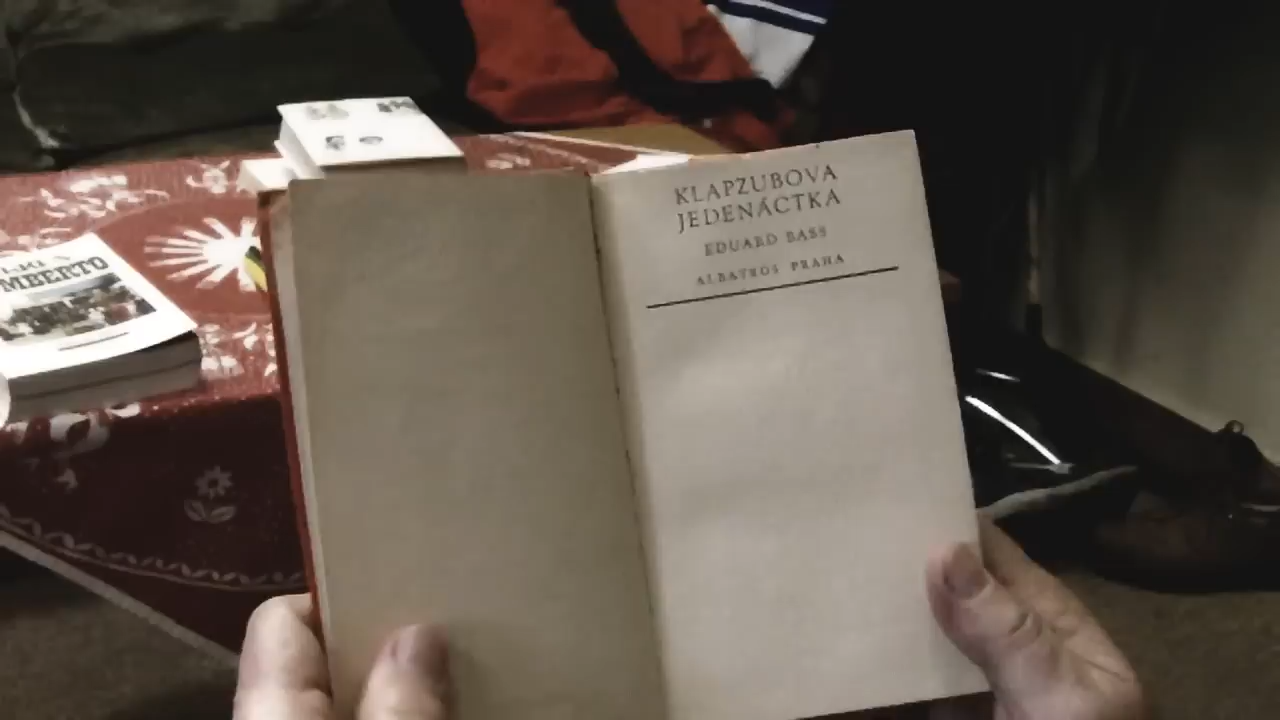 KLAPZUBOVA
JEDENÁCTKA
EDUARD BASS
ALBATROS PRAHA
MBERTO